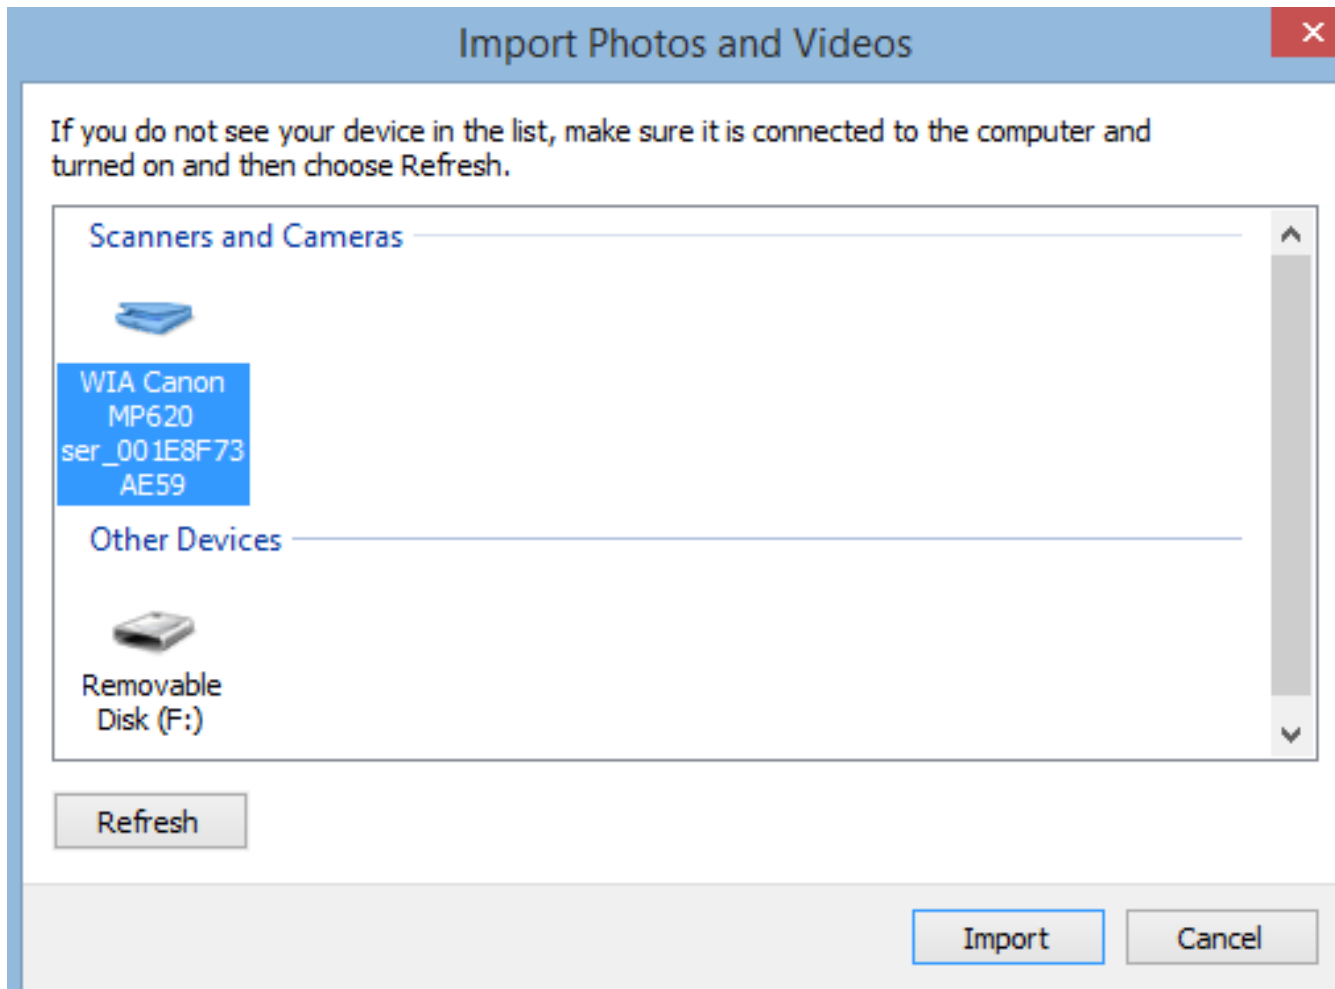 Import Photos and Videos
If you do not see your device in the list, make sure it is connected to the computer and
turned on and then choose Refresh.
Scanners and Cameras
WIA Canon
MP620
ser_001E8F73
AE59
Other Devices
Removable
Disk (F:)
Refresh
Import
Cancel